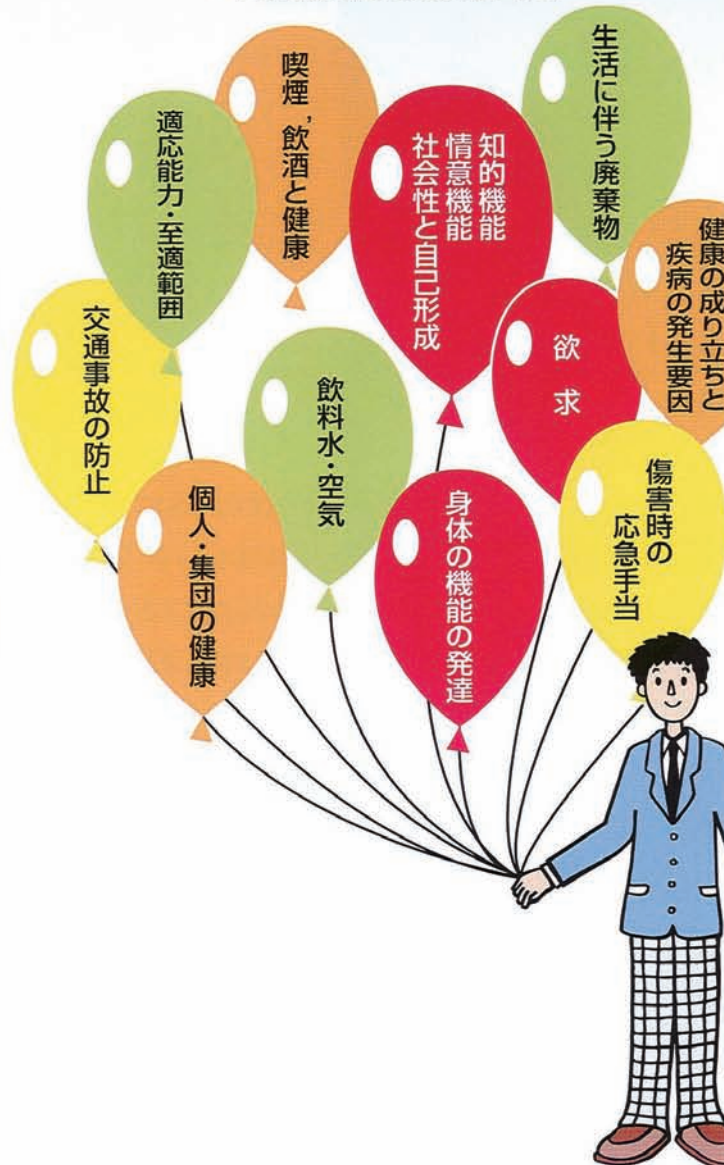 生活に伴う廃棄物
喫煙，飲酒と健康
知的機能
情意機能
社会性と自己形成
適応能力・至適範囲
健康の成り立ちと
疾病の発生要因
欲求
交通事故の防止
飲料水・空気
傷害時の
応急手当
個人・集団の健康
身体の機能の発達